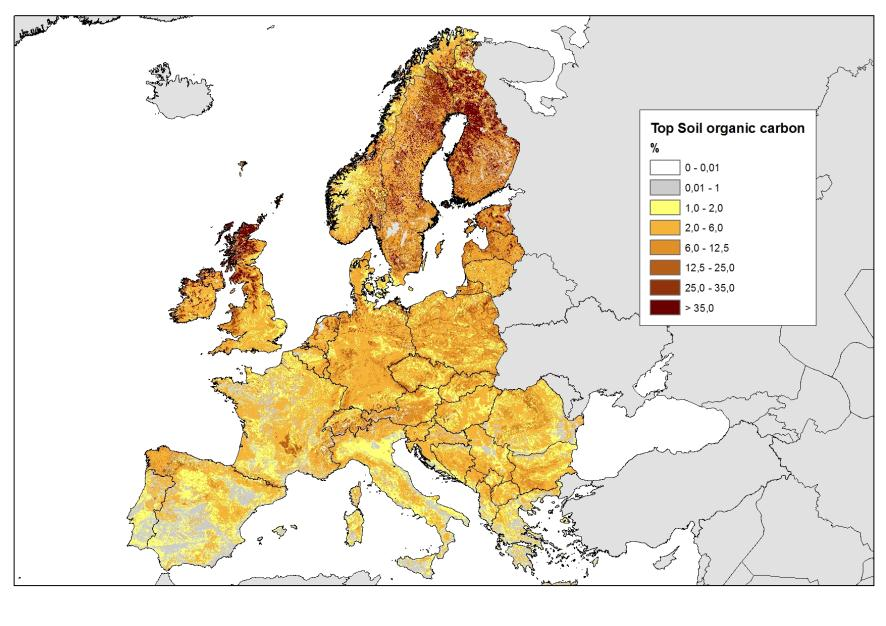 Top Soil organic carbon
%
0 - 0,01
0,01 - 1
1,0 - 2,0
2,0 - 6,0
6,0 - 12,5
12,5 - 25,0
25,0 - 35,0
> 35,0